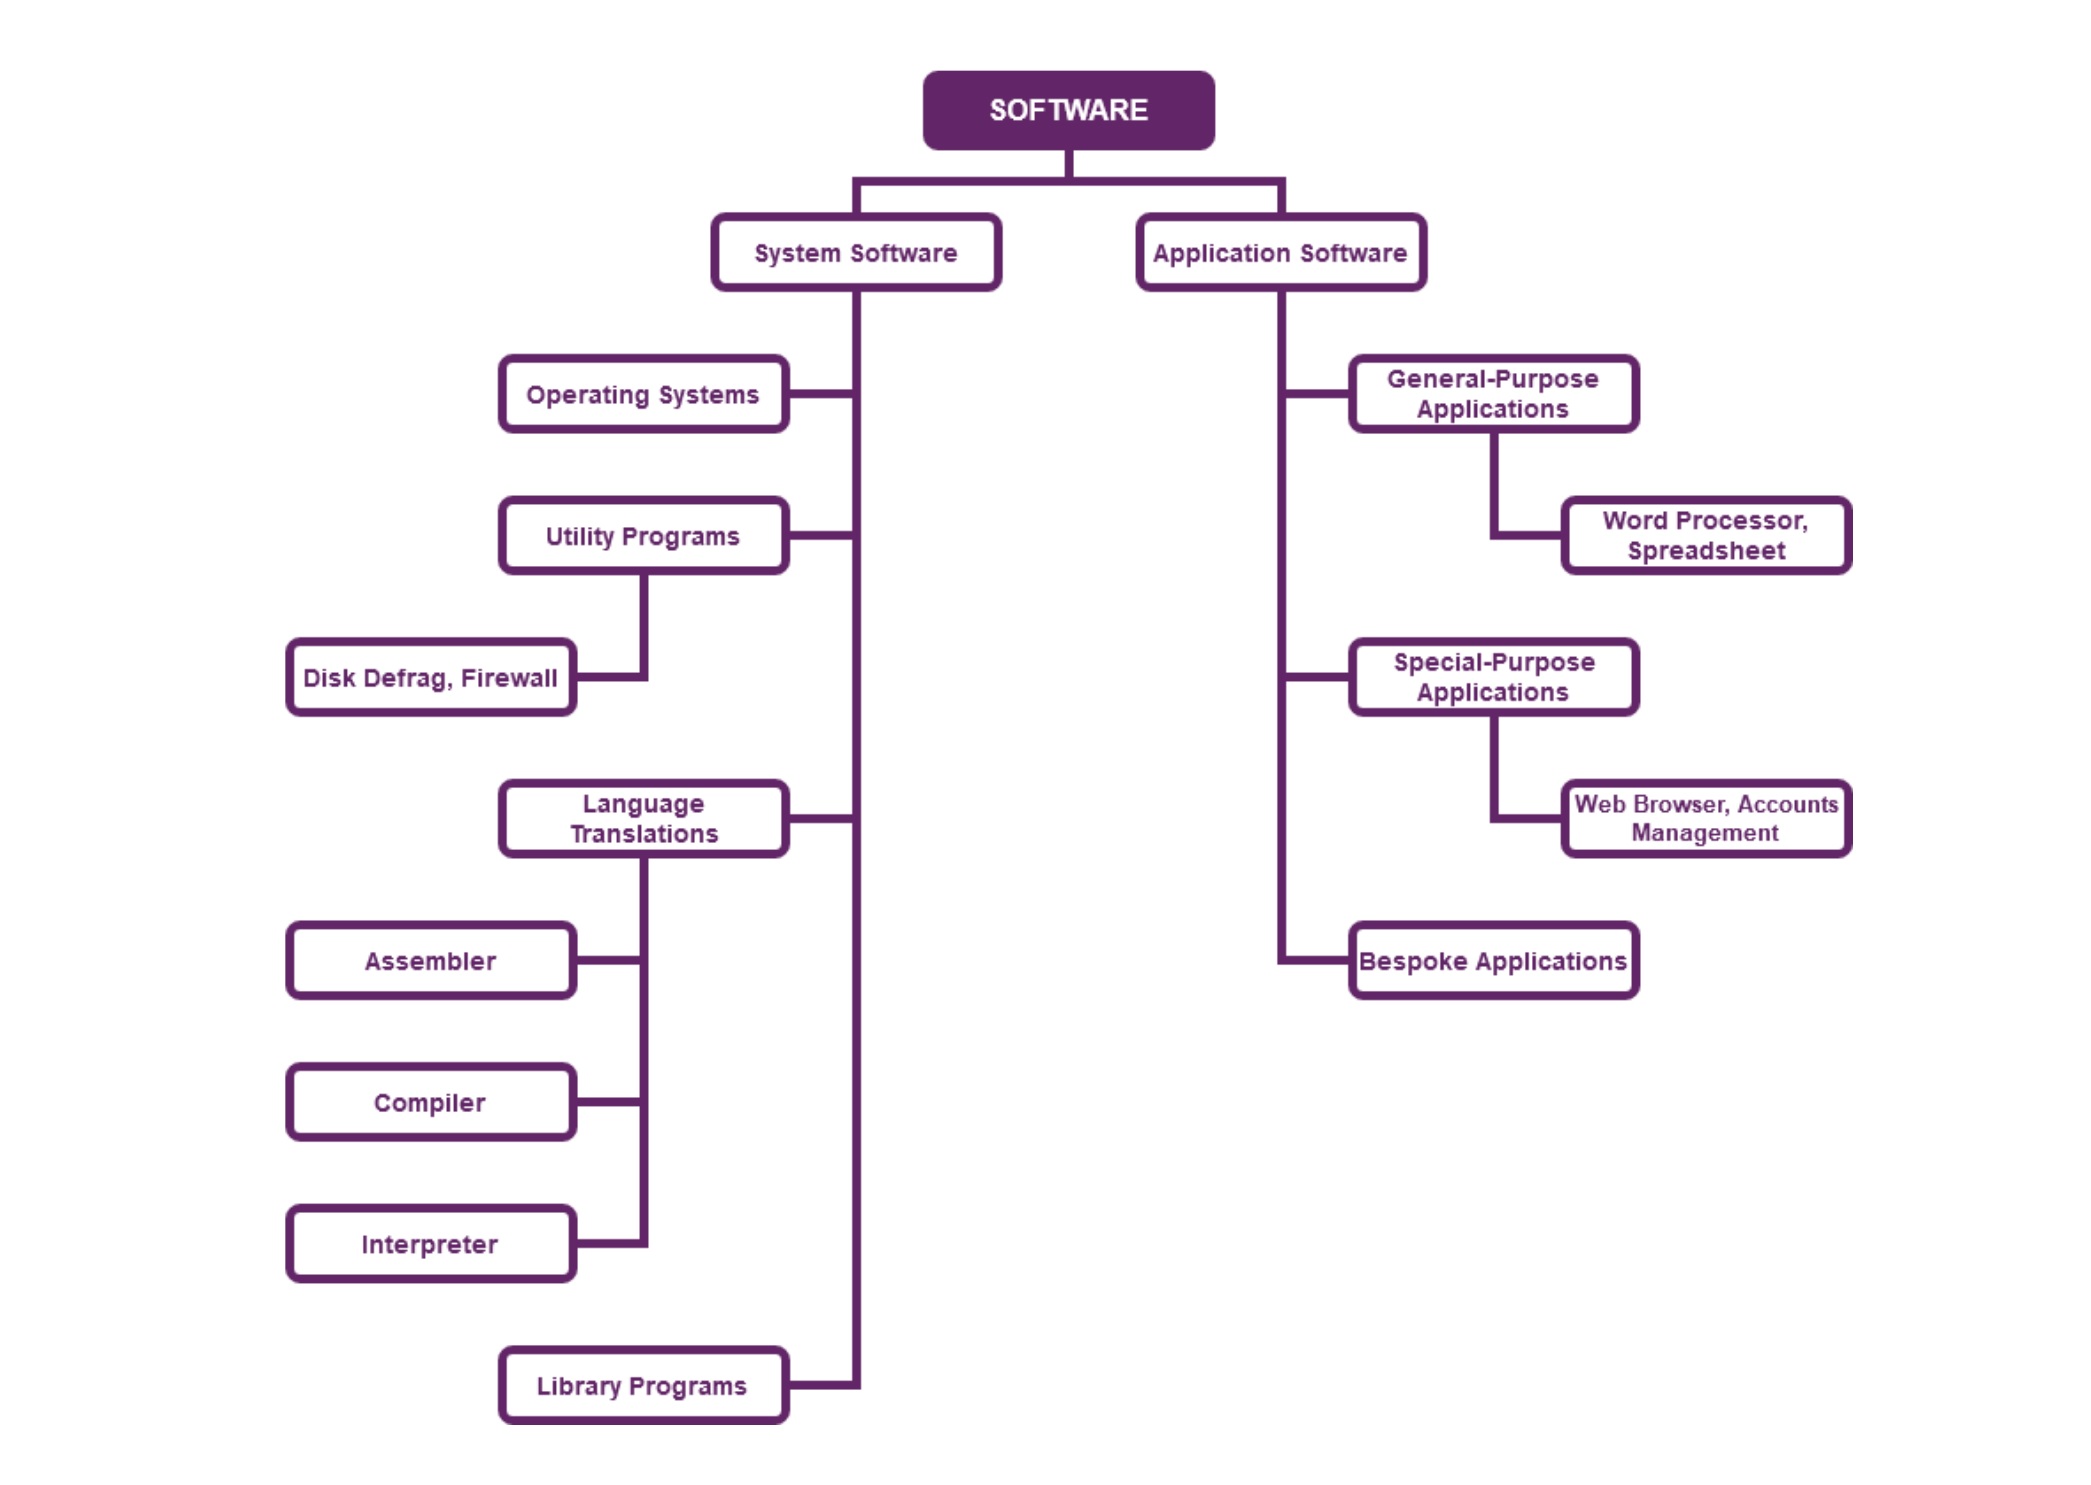 SOFTWARE
System Software
Application Software
Operating Systems
General-Purpose
Applications
Utility Programs
Word Processor,
Spreadsheet
Disk Defrag, Firewall
Special-Purpose
Applications
Language
Translations
Web Browser, Accounts
Management
Assembler
Bespoke Applications
Compiler
Interpreter
Library Programs